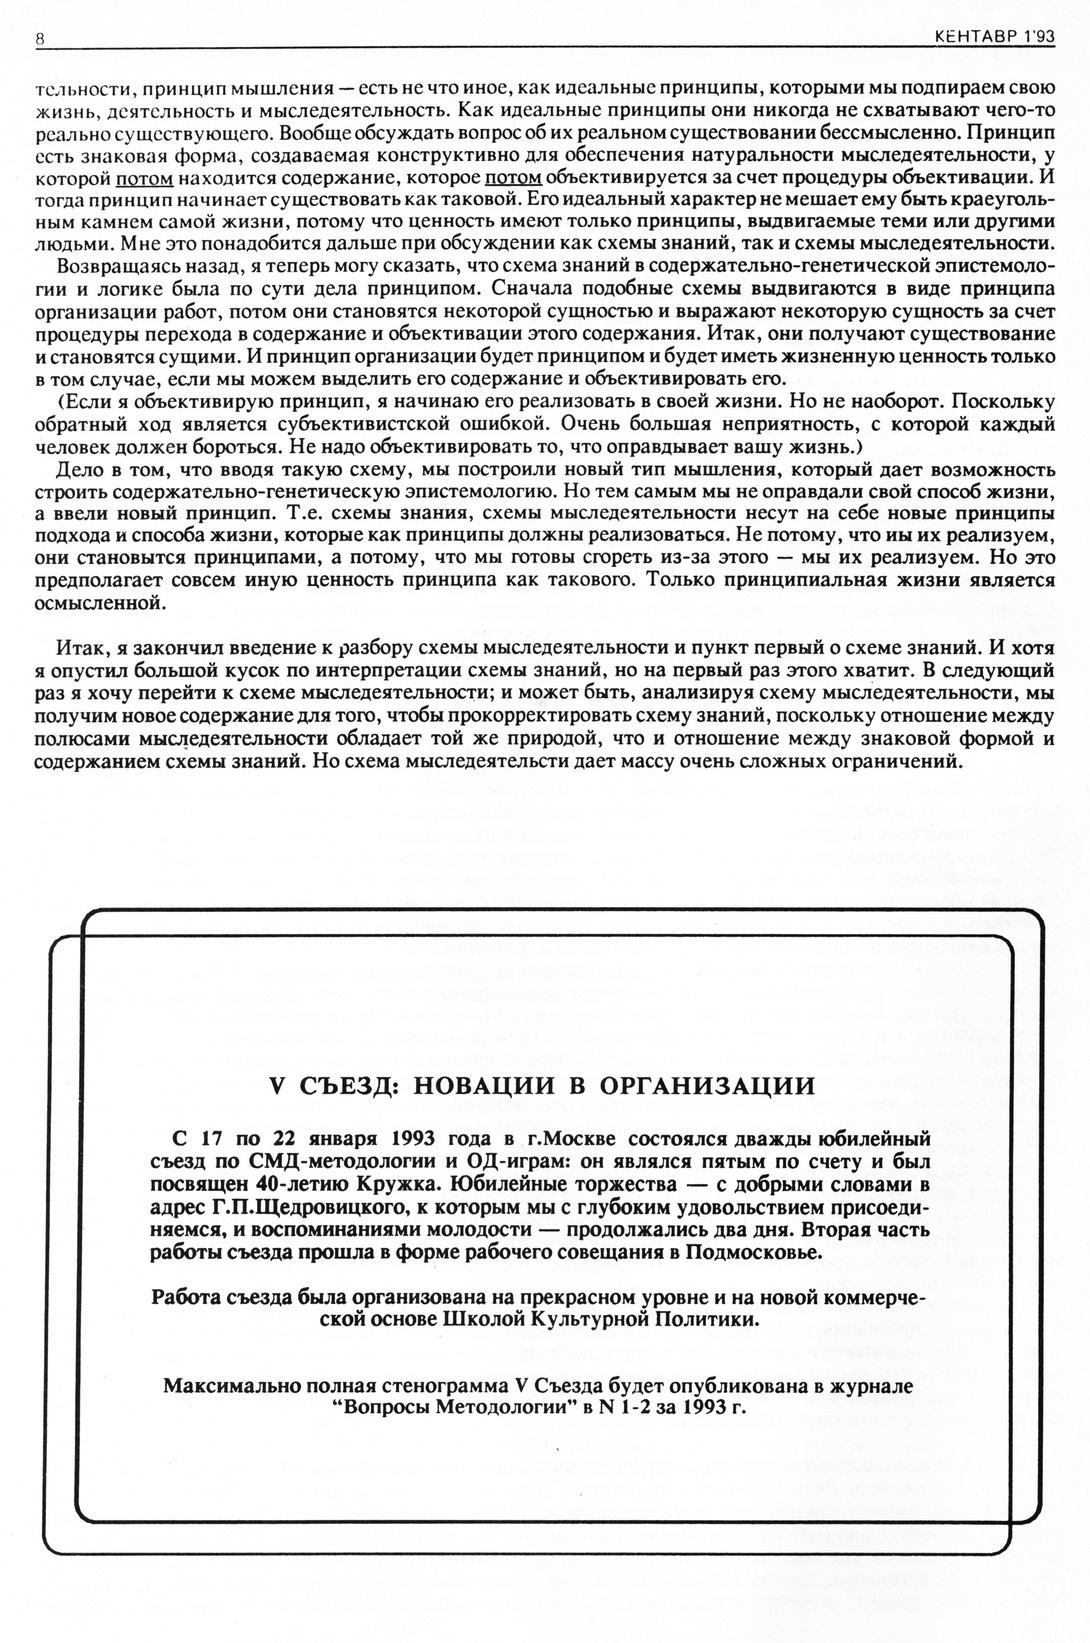 8
КЕНТАВР 1'93
тельности, принцип мышления — есть не что иное, как идеальные принципы, которыми мы подпираем свою
жизнь, деятельность и мыследеятельность. Как идеальные принципы они никогда не схватывают чего-то
реально существующего. Вообще обсуждать вопрос об их реальном существовании бессмысленно. Принцип
есть знаковая форма, создаваемая конструктивно для обеспечения натуральности мыследеятельности, у
которой потом находится содержание, которое потом объективируется за счет процедуры объективации. И
тогда принцип начинает существовать как таковой. Его идеальный характер не мешает ему быть краеуголь-
ным камнем самой жизни, потому что ценность имеют только принципы, выдвигаемые теми или другими
людьми. Мне это понадобится дальше при обсуждении как схемы знаний, так и схемы мыследеятельности.
Возвращаясь назад, я теперь могу сказать, что схема знаний в содержательно-генетической эпистемоло-
гии и логике была по сути дела принципом. Сначала подобные схемы выдвигаются в виде принципа
организации работ, потом они становятся некоторой сущностью и выражают некоторую сущность за счет
процедуры перехода в содержание и объективации этого содержания. Итак, они получают существование
и становятся сущими. И принцип организации будет принципом и будет иметь жизненную ценность только
в том случае, если мы можем выделить его содержание и объективировать его.
(Если я объективирую принцип, я начинаю его реализовать в своей жизни. Но не наоборот. Поскольку
обратный ход является субъективистской ошибкой. Очень большая неприятность, с которой каждый
человек должен бороться. Не надо объективировать то, что оправдывает вашу жизнь.)
Дело в том, что вводя такую схему, мы построили новый тип мышления, который дает возможность
строить содержательно-генетическую эпистемологию. Но тем самым мы не оправдали свой способ жизни,
а ввели новый принцип. Т.е. схемы знания, схемы мыследеятельности несут на себе новые принципы
подхода и способа жизни, которые как принципы должны реализоваться. Не потому, что иы их реализуем,
они становытся принципами, а потому, что мы готовы сгореть из-за этого — мы их реализуем. Но это
предполагает совсем иную ценность принципа как такового. Только принципиальная жизни является
осмысленной.
Итак, я закончил введение к разбору схемы мыследеятельности и пункт первый о схеме знаний. И хотя
я опустил большой кусок по интерпретации схемы знаний, но на первый раз этого хватит. В следующий
раз я хочу перейти к схеме мыследеятельности; и может быть, анализируя схему мыследеятельности, мы
получим новое содержание для того, чтобы прокорректировать схему знаний, поскольку отношение между
полюсами мыследеятельности обладает той же природой, что и отношение между знаковой формой и
содержанием схемы знаний. Но схема мыследеятельсти дает массу очень сложных ограничений.
V СЪЕЗД: НОВАЦИИ В ОРГАНИЗАЦИИ
С 17 по 22 января 1993 года в г.Москве состоялся дважды юбилейный
съезд по СМД-методологии и ОД-играм: он являлся пятым по счету и был
посвящен 40-летию Кружка. Юбилейные торжества — с добрыми словами в
адрес Г.П.Щедровицкого, к которым мы с глубоким удовольствием присоеди-
няемся, и воспоминаниями молодости — продолжались два дня. Вторая часть
работы съезда прошла в форме рабочего совещания в Подмосковье.
Работа съезда была организована на прекрасном уровне и на новой коммерче-
ской основе Школой Культурной Политики.
Максимально полная стенограмма V Съезда будет опубликована в журнале
“Вопросы Методологии” в N 1-2 за 1993 г.